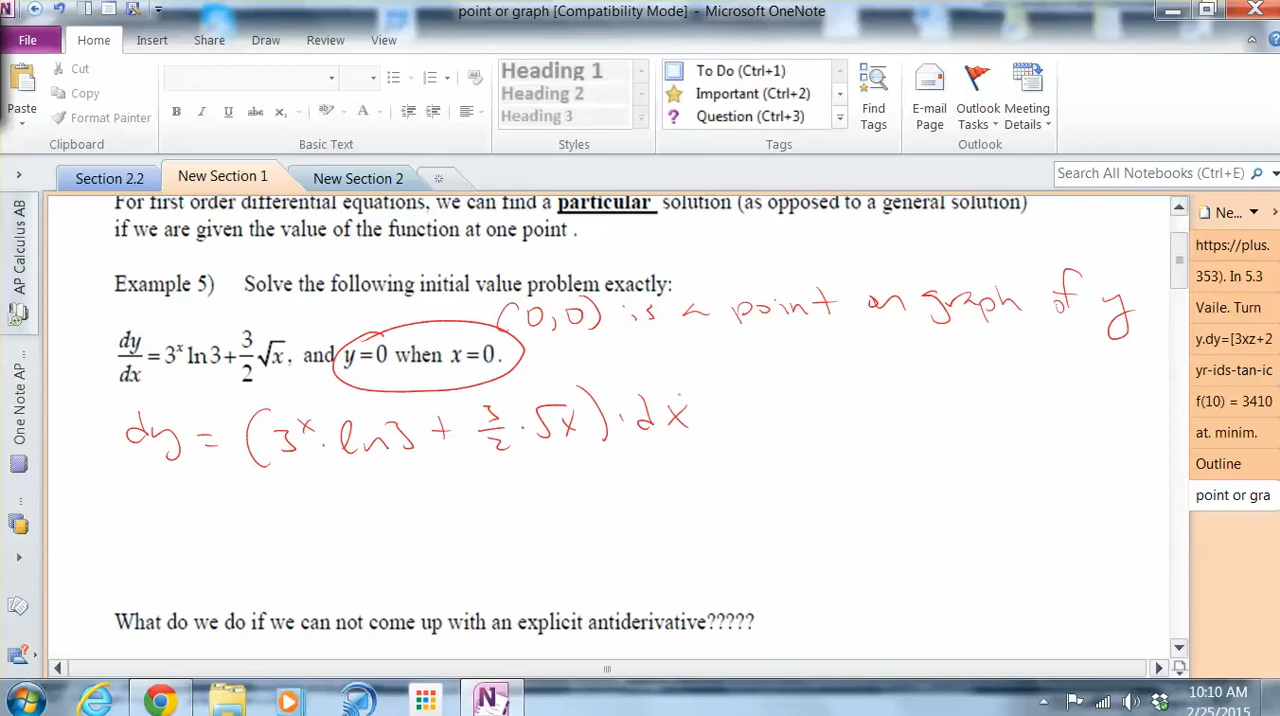 point or graph [Compatibility Mode] - Microsoft OneNote
File Home Insert Share Draw Review View
Paste
Cut
Copy
Format Painter
Clipboard
B I U abc x₂ A
Basic Text
Heading 1
Heading 2
Heading 3
Styles
To Do (Ctrl+1)
Important (Ctrl+2)
? Question (Ctrl+3)
Tags
Find Tags
E-mail Page
Outlook Tasks
Meeting Details
Outlook
Section 2.2 New Section 1 New Section 2
Search All Notebooks (Ctrl+E)
AP Calculus AB
One Note AP .
For first order differential equations, we can find a particular solution (as opposed to a general solution)
if we are given the value of the function at one point .
Example 5) Solve the following initial value problem exactly:
(0,0) is a point on graph of y
dy/dx = 3ˣ ln 3 + 3/2 √x, and y = 0 when x = 0.
dy = (3ˣ · ln 3 + 3/2 · √x) · dx
What do we do if we can not come up with an explicit antiderivative?????
Ne...
https://plus.
353). In 5.3
Vaile. Turn
y.dy=[3xz+2
yr-ids-tan-ic
f(10) = 3410
at. minim.
Outline
point or gra
10:10 AM
2/25/2015